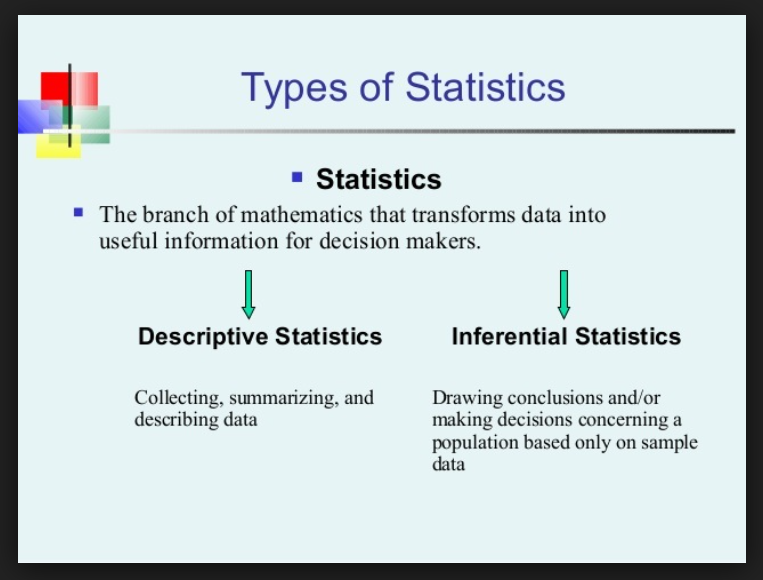 Types of Statistics
Statistics
The branch of mathematics that transforms data into
useful information for decision makers.
Descriptive Statistics
Collecting, summarizing, and
describing data
Inferential Statistics
Drawing conclusions and/or
making decisions concerning a
population based only on sample
data